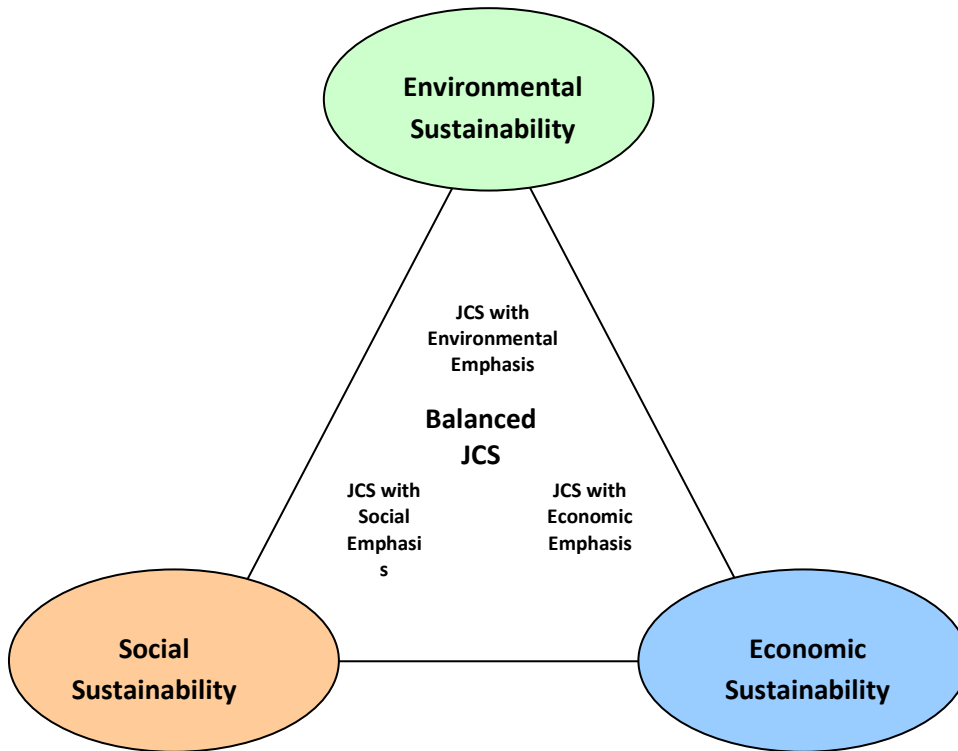 Environmental
Sustainability
JCS with
Environmental
Emphasis
Balanced
JCS
JCS with
Social
Emphasi
s
JCS with
Economic
Emphasis
Social
Sustainability
Economic
Sustainability